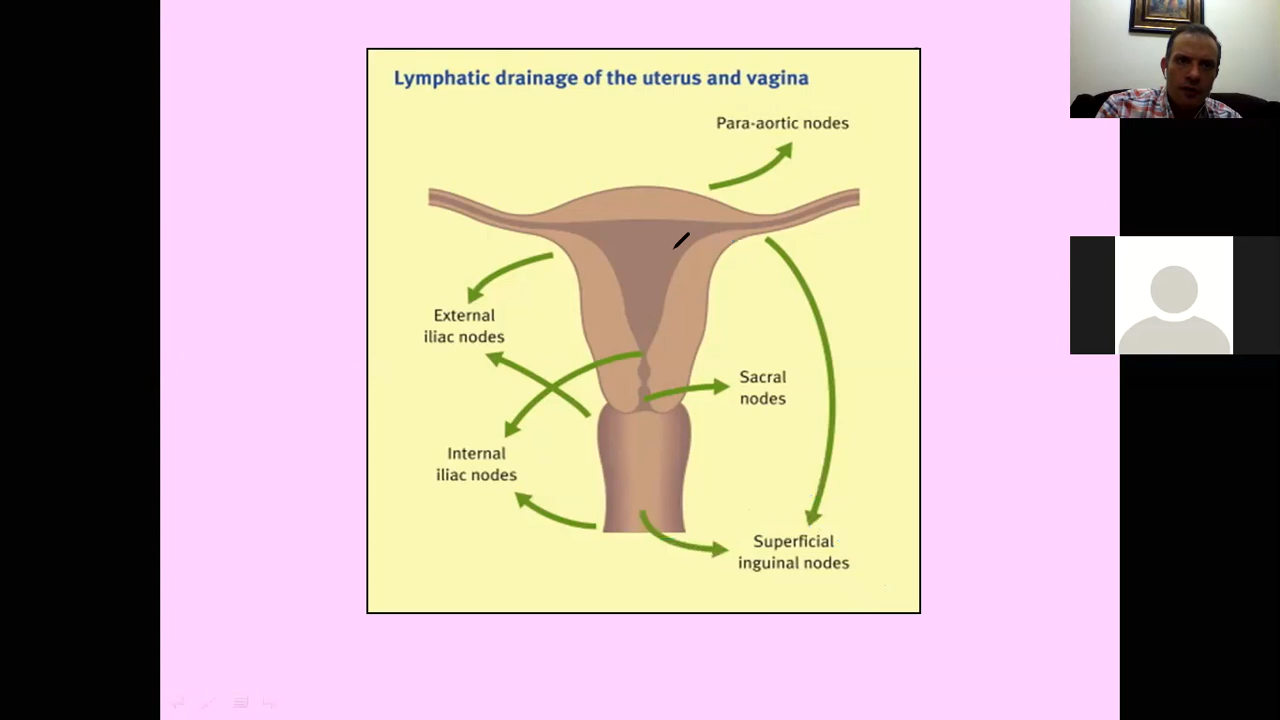 Lymphatic drainage of the uterus and vagina
Para-aortic nodes
External
iliac nodes
Sacral
nodes
Internal
iliac nodes
Superficial
inguinal nodes